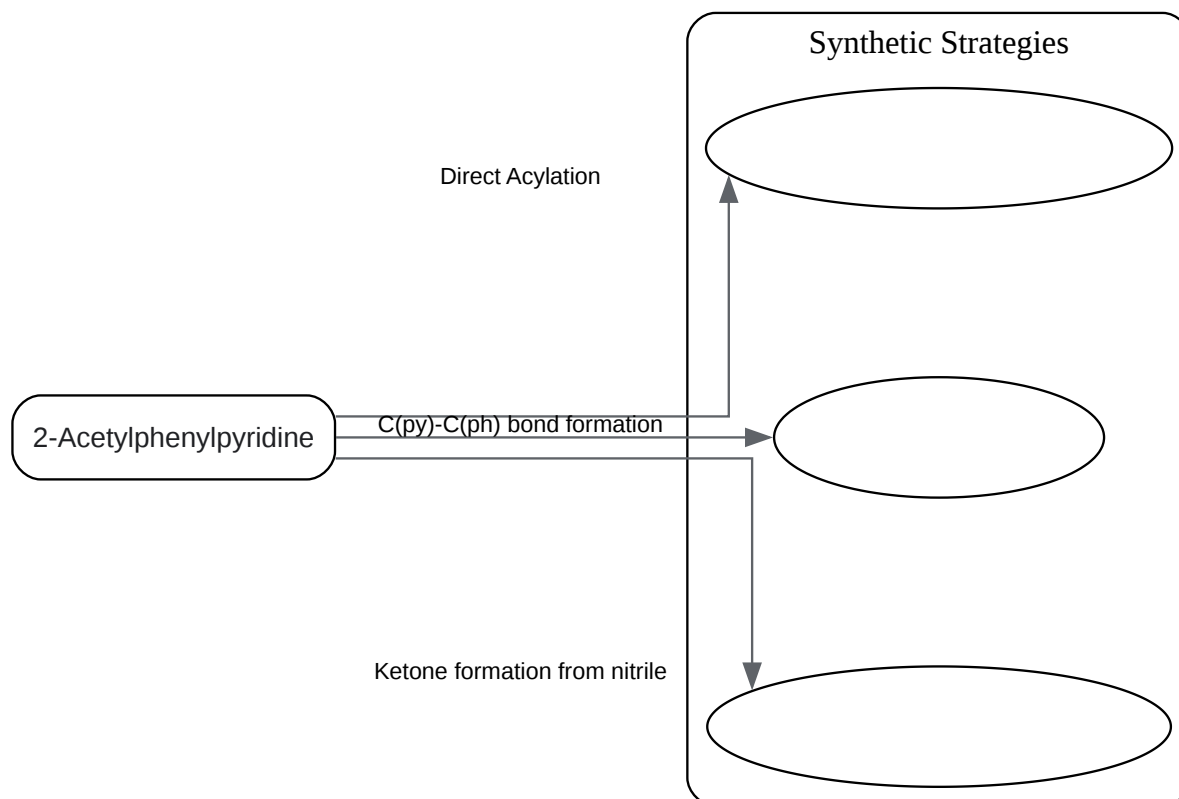 Synthetic Strategies
Direct Acylation
C(py)-C(ph) bond formation
2-Acetylphenylpyridine
Ketone formation from nitrile